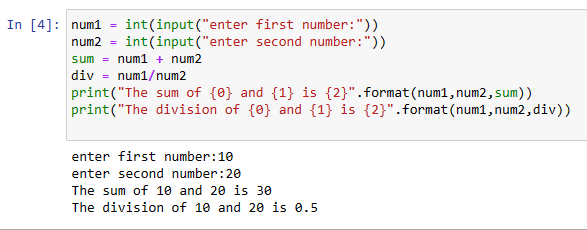 In [4]: num1 = int(input("enter first number:"))
num2 = int(input("enter second number:"))
sum = num1 + num2
div = num1/num2
print("The sum of {0} and {1} is {2}".format(num1,num2,sum))
print("The division of {0} and {1} is {2}".format(num1,num2,div))
enter first number:10
enter second number:20
The sum of 10 and 20 is 30
The division of 10 and 20 is 0.5